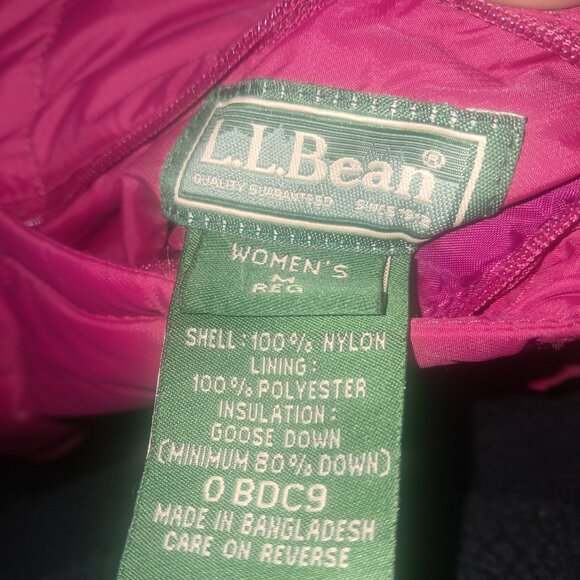 L.L.Bean®
QUALITY GUARANTEED SINCE 1912
WOMEN'S
M
REG
SHELL: 100% NYLON
LINING:
100% POLYESTER
INSULATION:
GOOSE DOWN
(MINIMUM 80% DOWN)
0 BDC9
MADE IN BANGLADESH
CARE ON REVERSE